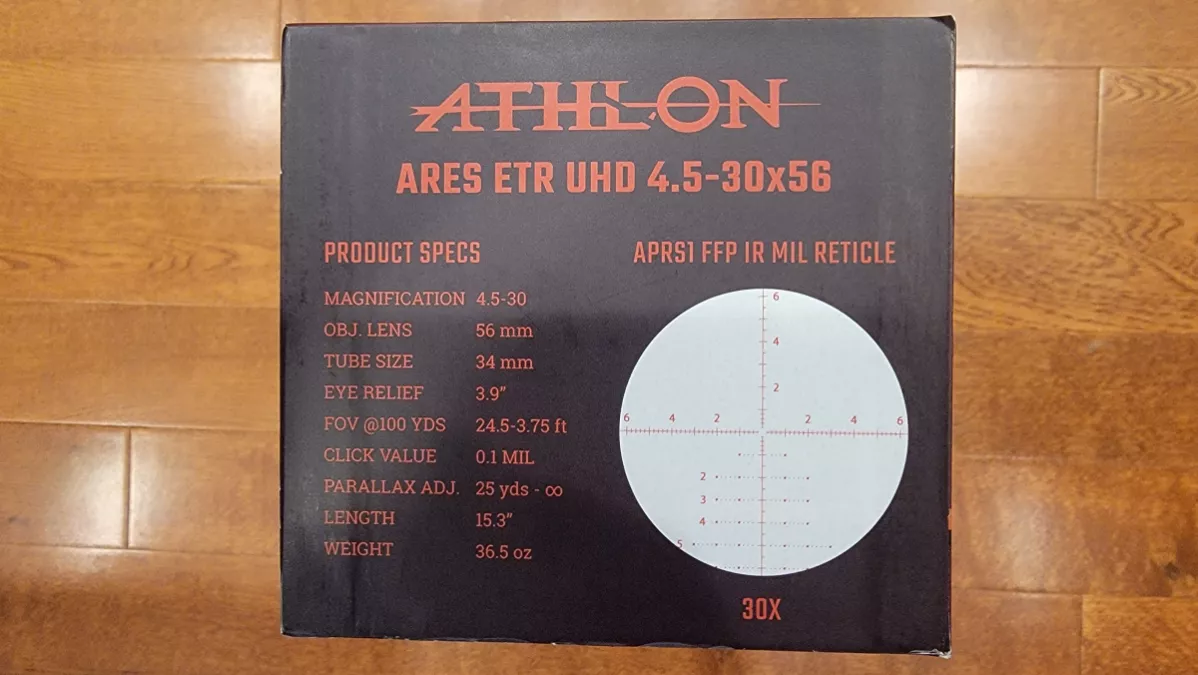 ATHLON
ARES ETR UHD 4.5-30x56
PRODUCT SPECS
MAGNIFICATION 4.5-30
OBJ. LENS 56 mm
TUBE SIZE 34 mm
EYE RELIEF 3.9”
FOV @100 YDS 24.5-3.75 ft
CLICK VALUE 0.1 MIL
PARALLAX ADJ. 25 yds - ∞
LENGTH 15.3”
WEIGHT 36.5 oz
APRS1 FFP IR MIL RETICLE
6
4
2
6 4 2 2 4 6
2
3
4
5
30X